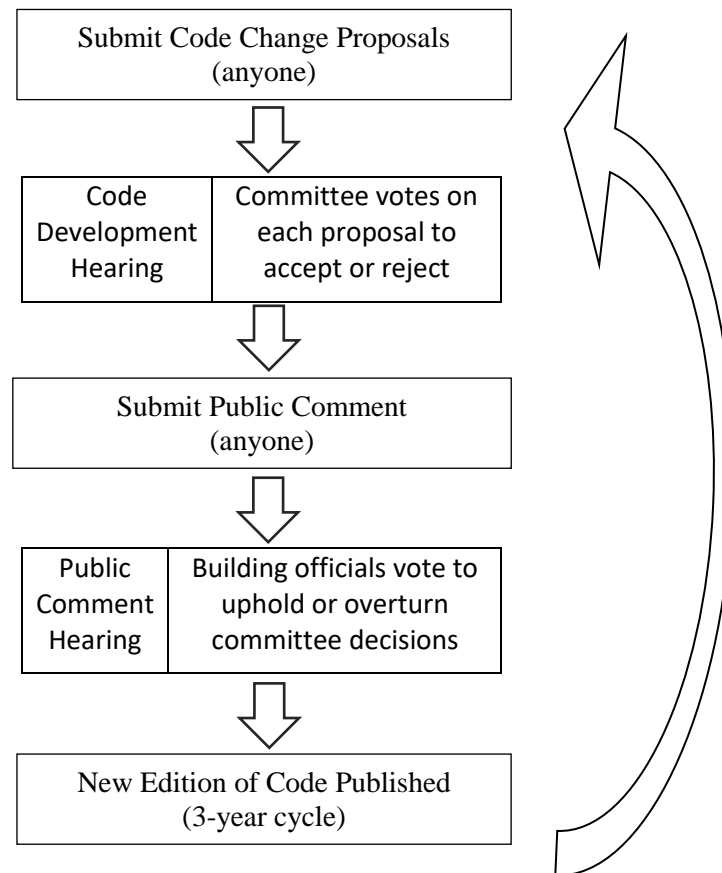 Submit Code Change Proposals
(anyone)
Code
Development
Hearing
Committee votes on
each proposal to
accept or reject
Submit Public Comment
(anyone)
Public
Comment
Hearing
Building officials vote to
uphold or overturn
committee decisions
New Edition of Code Published
(3-year cycle)